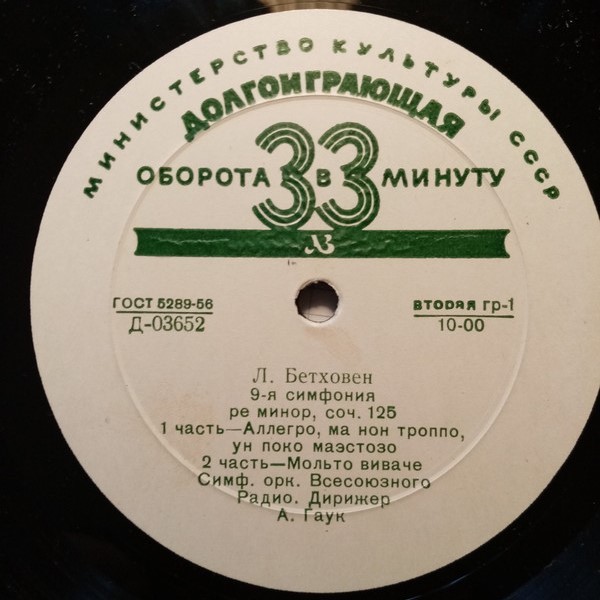 МИНИСТЕРСТВО КУЛЬТУРЫ СССР
ДОЛГОИГРАЮЩАЯ
ОБОРОТА 33 В МИНУТУ
ГОСТ 5289-56
Д-03652
ВТОРАЯ ГР-1
10-00
Л. Бетховен
9-я симфония
ре минор, соч. 125
1 часть—Аллегро, ма нон троппо,
ун поко маэстозо
2 часть—Мольто виваче
Симф. орк. Всесоюзного
Радио. Дирижер
А. Гаук